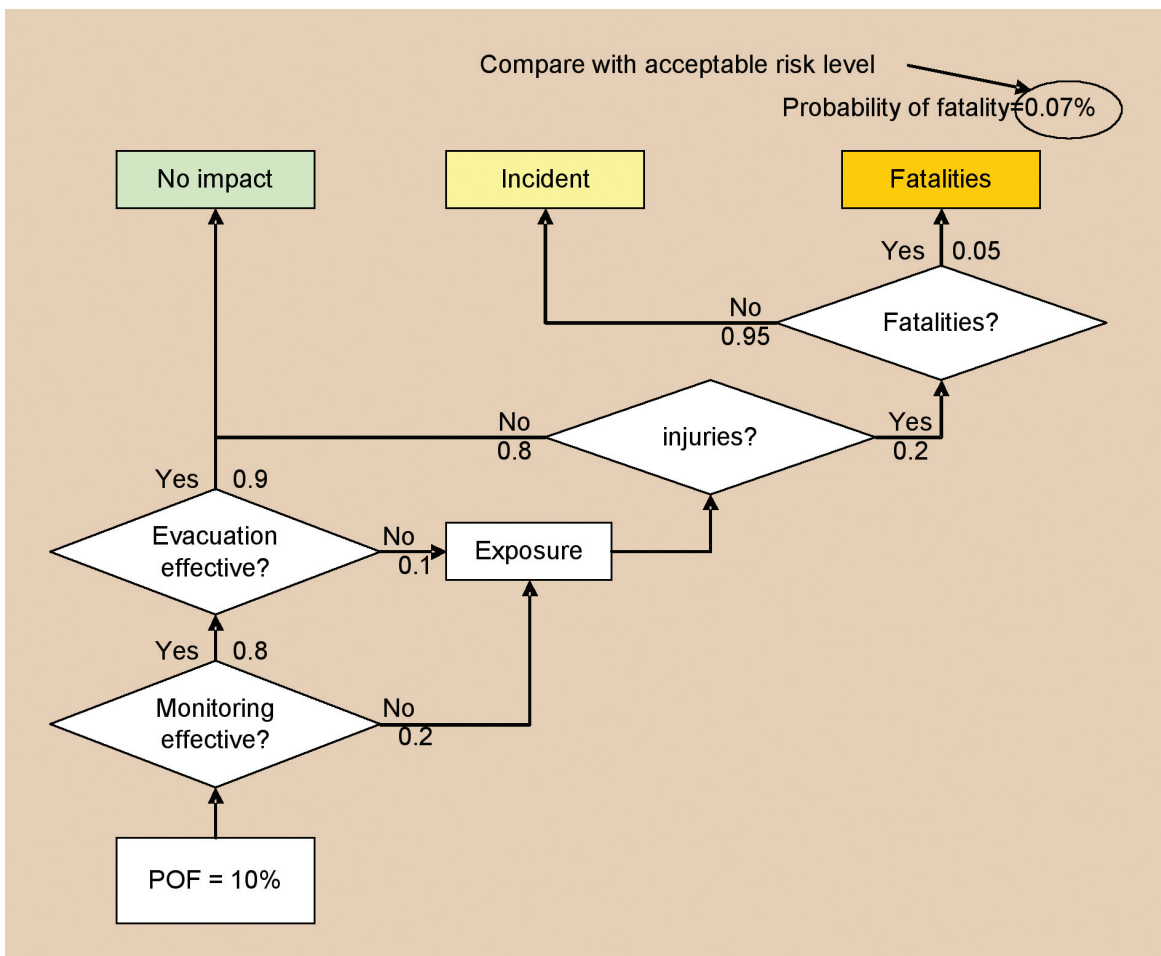 Compare with acceptable risk level
Probability of fatality=0.07%
No impact
Incident
Fatalities
Yes 0.05
No
0.95
Fatalities?
No
0.8
injuries?
Yes
0.2
Yes 0.9
Evacuation
effective?
No
0.1
Exposure
Yes 0.8
Monitoring
effective?
No
0.2
POF = 10%